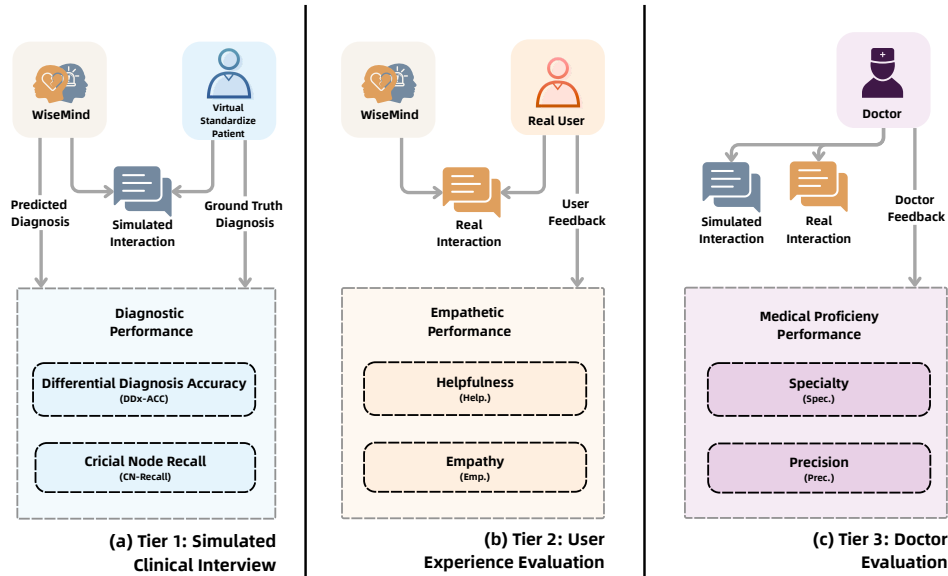 WiseMind
Virtual
Standardize
Patient
Predicted
Diagnosis
Simulated
Interaction
Ground Truth
Diagnosis
Diagnostic
Performance
Differential Diagnosis Accuracy
(DDx-ACC)
Cricial Node Recall
(CN-Recall)
(a) Tier 1: Simulated
Clinical Interview
WiseMind
Real User
Real
Interaction
User
Feedback
Empathetic
Performance
Helpfulness
(Help.)
Empathy
(Emp.)
(b) Tier 2: User
Experience Evaluation
Doctor
Simulated
Interaction
Real
Interaction
Doctor
Feedback
Medical Proficieny
Performance
Specialty
(Spec.)
Precision
(Prec.)
(c) Tier 3: Doctor
Evaluation